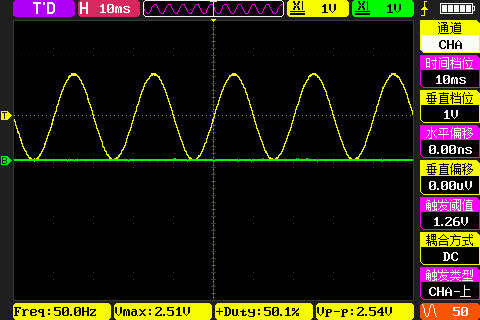 T'D H 10ms X1 1V X1 1V
通道
CHA
时间档位
10ms
垂直档位
1V
水平偏移
0.00ns
垂直偏移
0.00uV
触发阈值
1.26V
耦合方式
DC
触发类型
CHA-上
T
B
Freq:50.0Hz Vmax:2.51V +Duty:50.1% Vp-p:2.54V 50